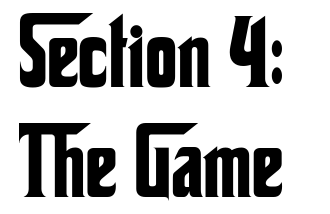 Section 4:
The Game